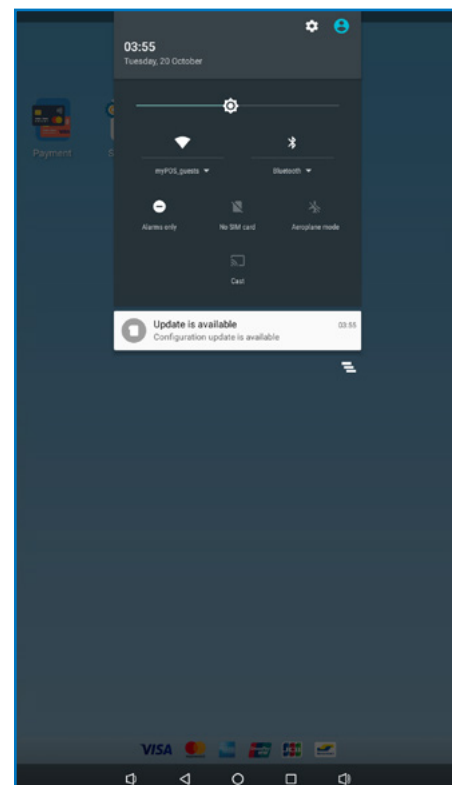 03:55
Tuesday, 20 October
myPOS_guests
Bluetooth
Alarms only
No SIM card
Aeroplane mode
Cast
Update is available
03:55
Configuration update is available
Payment
S
VISA
JCB